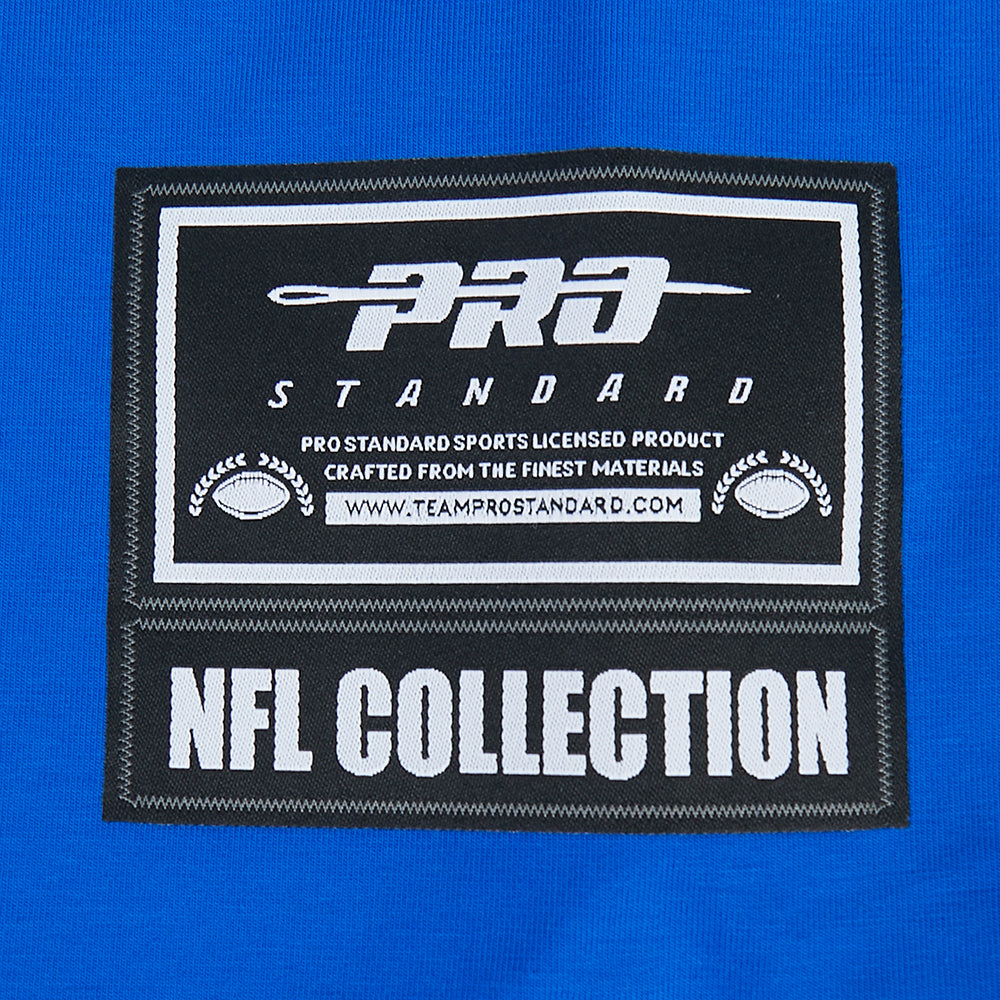 PRO
STANDARD
PRO STANDARD SPORTS LICENSED PRODUCT
CRAFTED FROM THE FINEST MATERIALS
WWW.TEAMPROSTANDARD.COM
NFL COLLECTION